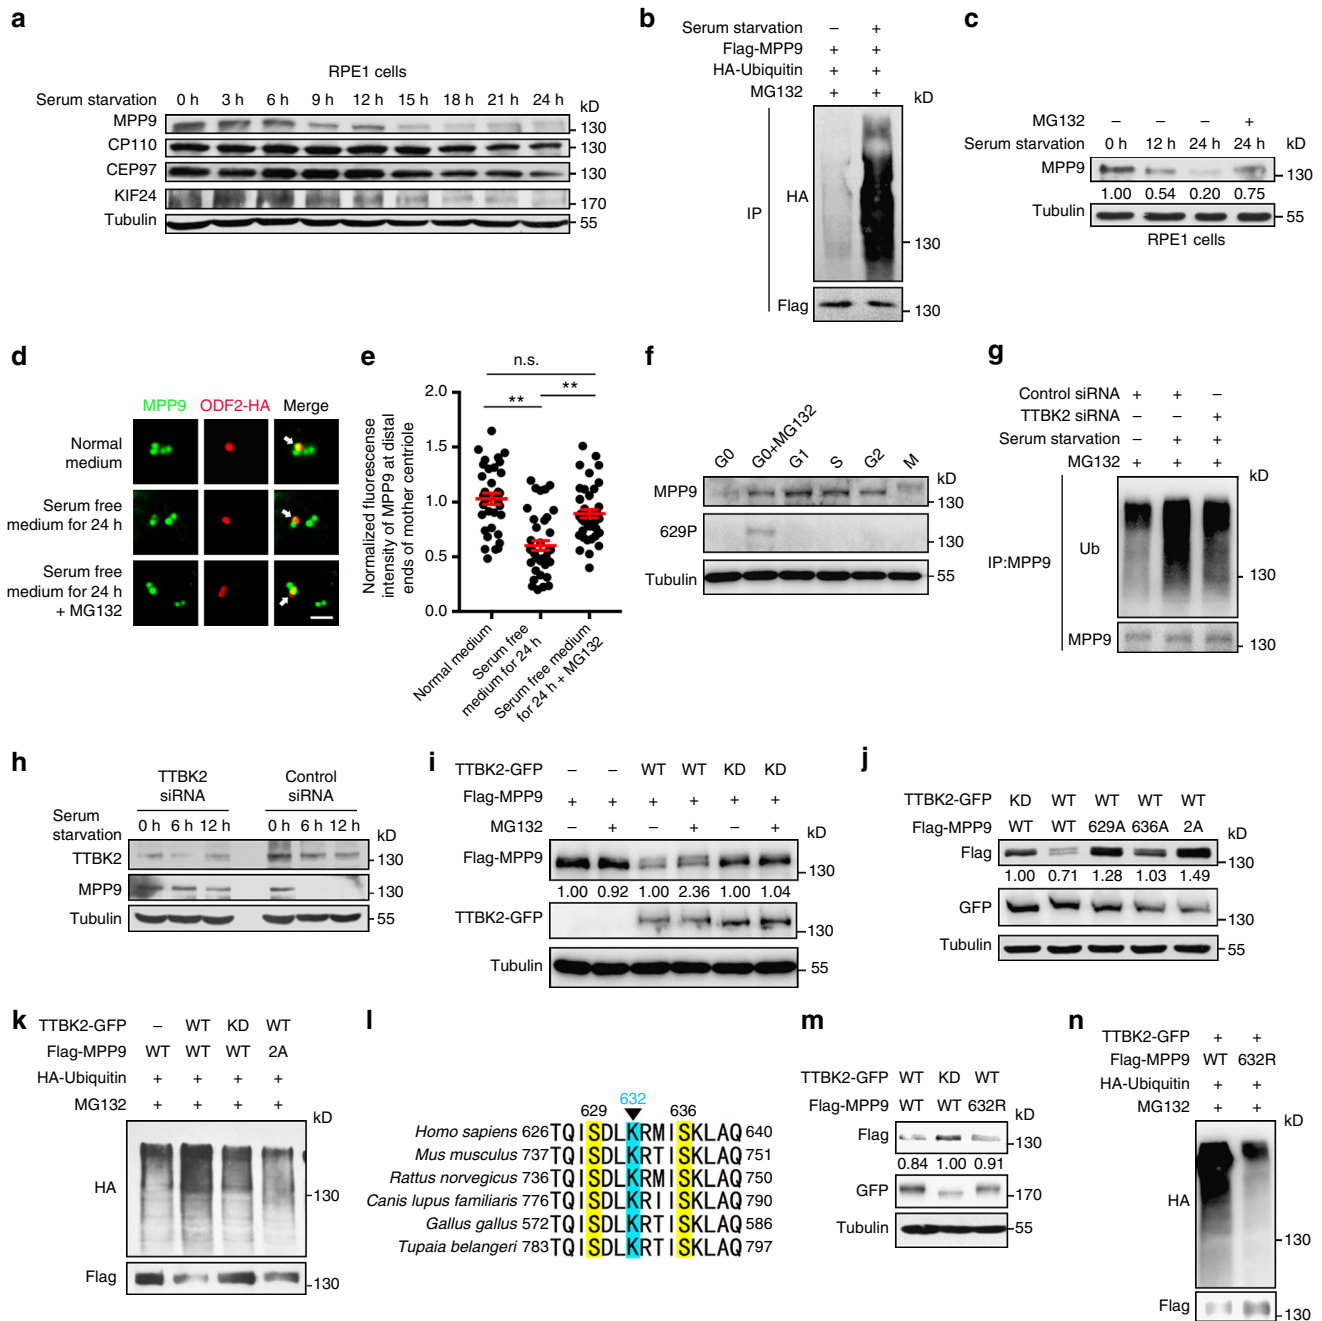 a
RPE1 cells
Serum starvation 0 h 3 h 6 h 9 h 12 h 15 h 18 h 21 h 24 h kD
MPP9 130
CP110 130
CEP97 130
KIF24 170
Tubulin 55
b
Serum starvation – +
Flag-MPP9 + +
HA-Ubiquitin + +
MG132 + + kD
IP
HA
130
Flag 130
c
MG132 – – – +
Serum starvation 0 h 12 h 24 h 24 h kD
MPP9 130
1.00 0.54 0.20 0.75
Tubulin 55
RPE1 cells
d
MPP9 ODF2-HA Merge
Normal medium
Serum free medium for 24 h
Serum free medium for 24 h + MG132
e
Normalized fluorescense intensity of MPP9 at distal ends of mother centriole
n.s.
** **
2.0
1.5
1.0
0.5
0.0
Normal medium
Serum free medium for 24 h
Serum free medium for 24 h + MG132
f
G0 G0+MG132 G1 S G2 M kD
MPP9 130
629P 130
Tubulin 55
g
Control siRNA + + –
TTBK2 siRNA – – +
Serum starvation – + +
MG132 + + + kD
IP:MPP9
Ub
130
MPP9 130
h
TTBK2 siRNA Control siRNA
Serum starvation 0 h 6 h 12 h 0 h 6 h 12 h kD
TTBK2 130
MPP9 130
Tubulin 55
i
TTBK2-GFP – – WT WT KD KD
Flag-MPP9 + + + + + +
MG132 – + – + – + kD
Flag-MPP9 130
1.00 0.92 1.00 2.36 1.00 1.04
TTBK2-GFP 130
Tubulin 55
j
TTBK2-GFP KD WT WT WT WT
Flag-MPP9 WT WT 629A 636A 2A kD
Flag 130
1.00 0.71 1.28 1.03 1.49
GFP 130
Tubulin 55
k
TTBK2-GFP – WT KD WT
Flag-MPP9 WT WT WT 2A
HA-Ubiquitin + + + +
MG132 + + + + kD
HA 130
Flag 130
l
632
629 636
Homo sapiens 626 TQISDLKRMISKLAQ 640
Mus musculus 737 TQISDLKRTISKLAQ 751
Rattus norvegicus 736 TQISDLKRMISKLAQ 750
Canis lupus familiaris 776 TQISDLKRIISKLAQ 790
Gallus gallus 572 TQISDLKRTISKLAQ 586
Tupaia belangeri 783 TQISDLKRTISKLAQ 797
m
TTBK2-GFP WT KD WT
Flag-MPP9 WT WT 632R kD
Flag 130
0.84 1.00 0.91
GFP 170
Tubulin 55
n
TTBK2-GFP + +
Flag-MPP9 WT 632R
HA-Ubiquitin + +
MG132 + + kD
HA
130
Flag 130